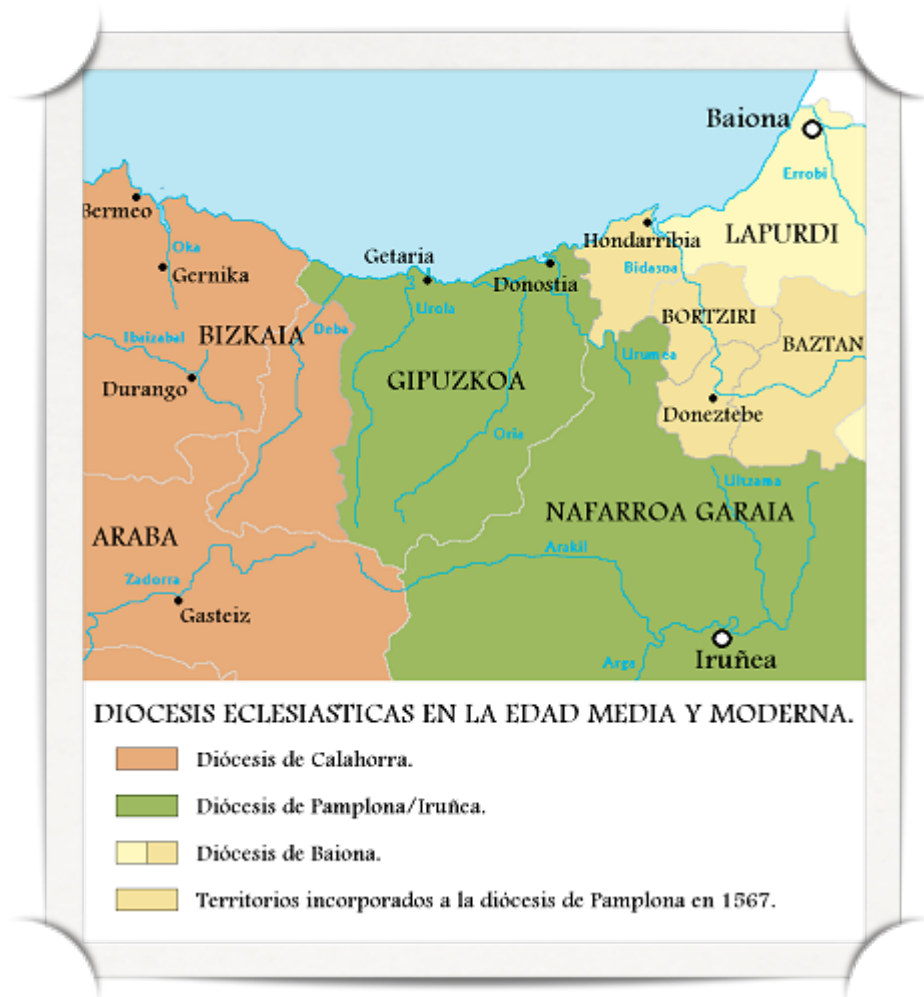 Baiona
Errobi
Bermeo
Hondarribia
LAPURDI
Oka
Getaria
Gernika
Donostia
Bidasoa
Urola
BORTZIRI
Ibaizabal
BIZKAIA
Deba
BAZTAN
Urumea
Durango
GIPUZKOA
Doneztebe
Oria
Ultzama
NAFARROA GARAIA
ARABA
Arakil
Zadorra
Gasteiz
Arga
Iruñea
DIOCESIS ECLESIASTICAS EN LA EDAD MEDIA Y MODERNA.
Diócesis de Calahorra.
Diócesis de Pamplona/Iruñea.
Diócesis de Baiona.
Territorios incorporados a la diócesis de Pamplona en 1567.